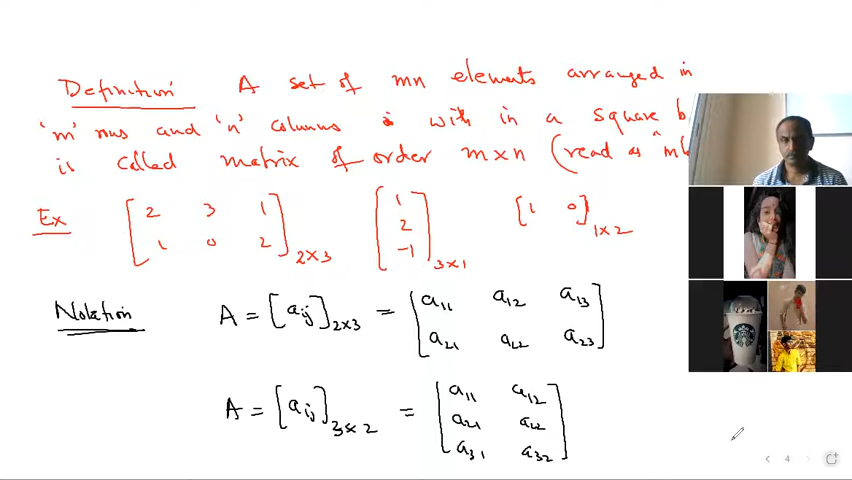 Definition A set of mn elements arranged in
'm' rows and 'n' columns with in a square b
is called matrix of order m×n (read as "m b
Ex [2 3 1 1 0 2]2×3 [1 2 -1]3×1 [1 0]1×2
Notation A = [aij]2×3 = [a11 a12 a13
a21 a22 a23]
A = [aij]3×2 = [a11 a12
a21 a22
a31 a32]
4